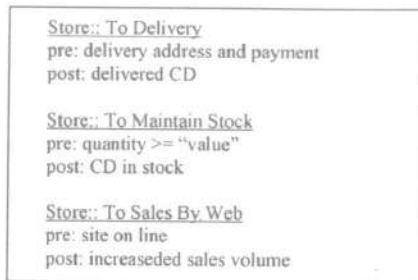 Store:: To Delivery
pre: delivery address and payment
post: delivered CD
Store:: To Maintain Stock
pre: quantity >= "value"
post: CD in stock
Store:: To Sales By Web
pre: site on line
post: increaseded sales volume